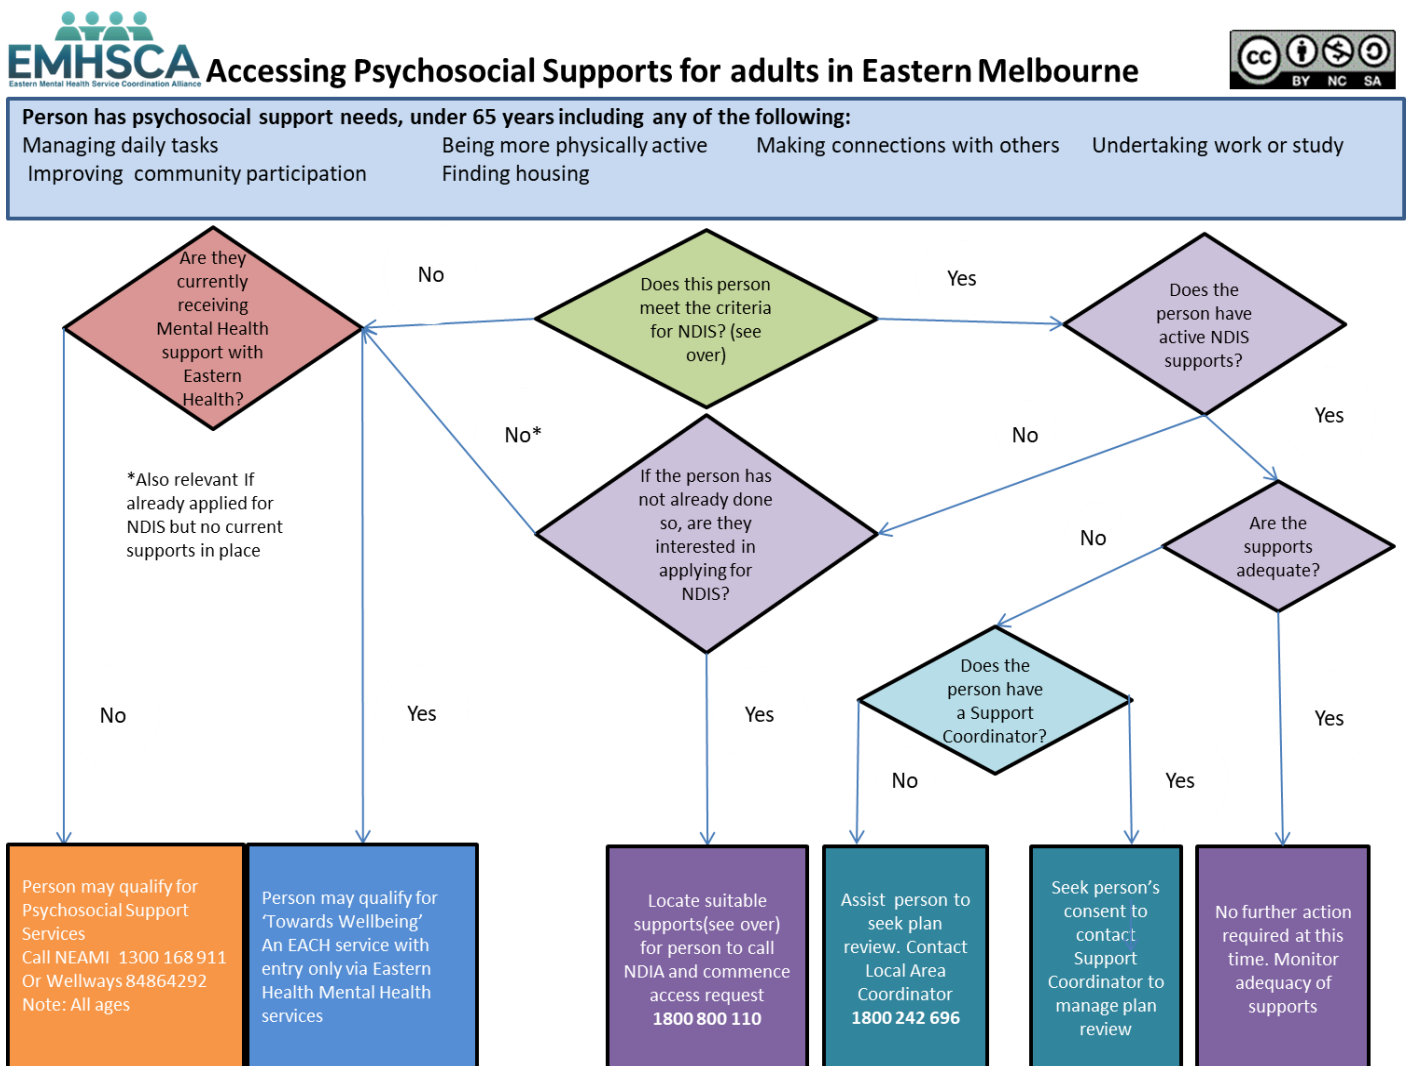 EMHSCA
Eastern Mental Health Service Coordination Alliance
Accessing Psychosocial Supports for adults in Eastern Melbourne
cc
BY NC SA
Person has psychosocial support needs, under 65 years including any of the following:
Managing daily tasks Being more physically active Making connections with others Undertaking work or study
Improving community participation Finding housing
Are they
currently
receiving
Mental Health
support with
Eastern
Health?
No
Does this person
meet the criteria
for NDIS? (see
over)
Yes
Does the
person have
active NDIS
supports?
No*
No
Yes
*Also relevant If
already applied for
NDIS but no current
supports in place
If the person has
not already done
so, are they
interested in
applying for
NDIS?
No
Are the
supports
adequate?
Does the
person have
a Support
Coordinator?
No
Yes
Yes
Yes
No
Yes
Person may qualify for
Psychosocial Support
Services
Call NEAMI 1300 168 911
Or Wellways 84864292
Note: All ages
Person may qualify for
‘Towards Wellbeing’
An EACH service with
entry only via Eastern
Health Mental Health
services
Locate suitable
supports(see over)
for person to call
NDIA and commence
access request
1800 800 110
Assist person to
seek plan
review. Contact
Local Area
Coordinator
1800 242 696
Seek person’s
consent to
contact
Support
Coordinator to
manage plan
review
No further action
required at this
time. Monitor
adequacy of
supports